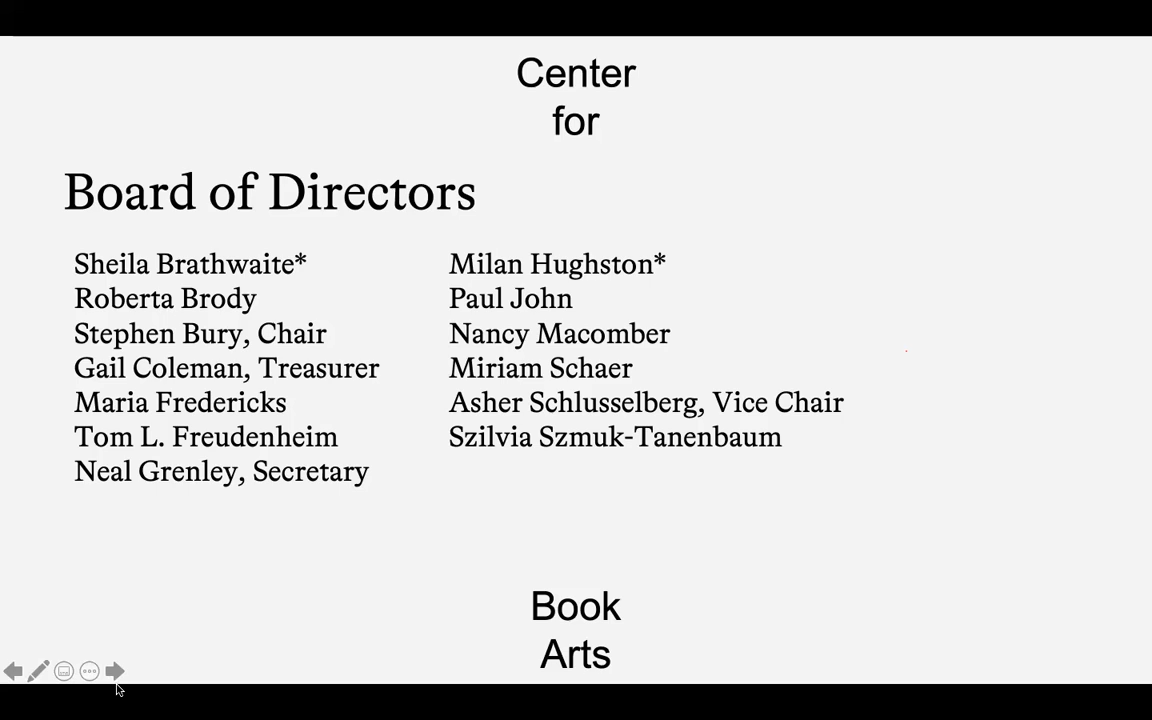 Center
for
Board of Directors
Sheila Brathwaite*
Roberta Brody
Stephen Bury, Chair
Gail Coleman, Treasurer
Maria Fredericks
Tom L. Freudenheim
Neal Grenley, Secretary
Milan Hughston*
Paul John
Nancy Macomber
Miriam Schaer
Asher Schlusselberg, Vice Chair
Szilvia Szmuk-Tanenbaum
Book
Arts